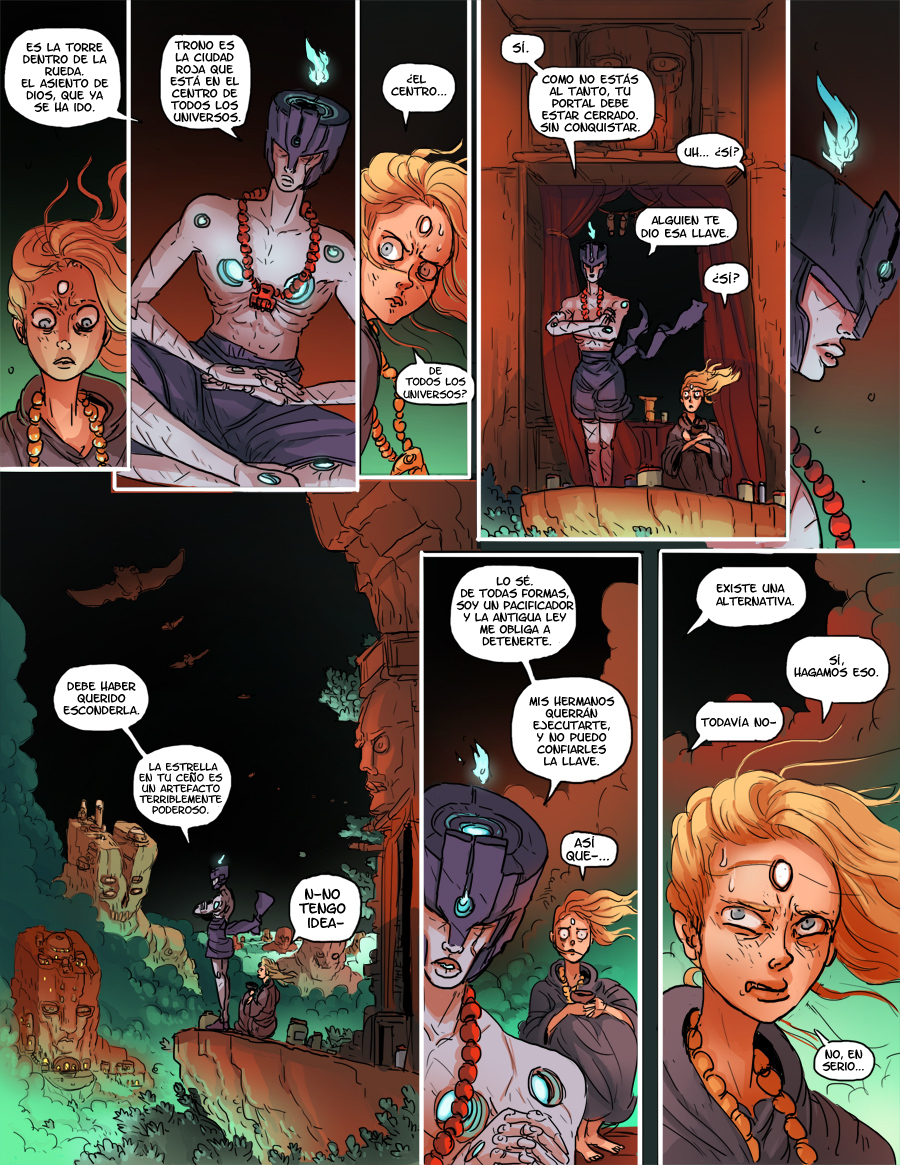 ES LA TORRE
DENTRO DE LA
RUEDA.
EL ASIENTO DE
DIOS, QUE YA
SE HA IDO.
TRONO ES
LA CIUDAD
ROJA QUE
ESTÁ EN EL
CENTRO DE
TODOS LOS
UNIVERSOS.
¿EL
CENTRO...
DE
TODOS LOS
UNIVERSOS?
SÍ.
COMO NO ESTÁS
AL TANTO, TU
PORTAL DEBE
ESTAR CERRADO.
SIN CONQUISTAR.
UH... ¿SÍ?
ALGUIEN TE
DIO ESA LLAVE.
¿SÍ?
DEBE HABER
QUERIDO
ESCONDERLA.
LA ESTRELLA
EN TU CEÑO ES
UN ARTEFACTO
TERRIBLEMENTE
PODEROSO.
N-NO
TENGO
IDEA-
LO SÉ.
DE TODAS FORMAS,
SOY UN PACIFICADOR
Y LA ANTIGUA LEY
ME OBLIGA A
DETENERTE.
MIS HERMANOS
QUERRÁN
EJECUTARTE,
Y NO PUEDO
CONFIARLES
LA LLAVE.
ASÍ
QUE-...
EXISTE UNA
ALTERNATIVA.
SÍ,
HAGAMOS ESO.
TODAVÍA NO-
NO, EN
SERIO...